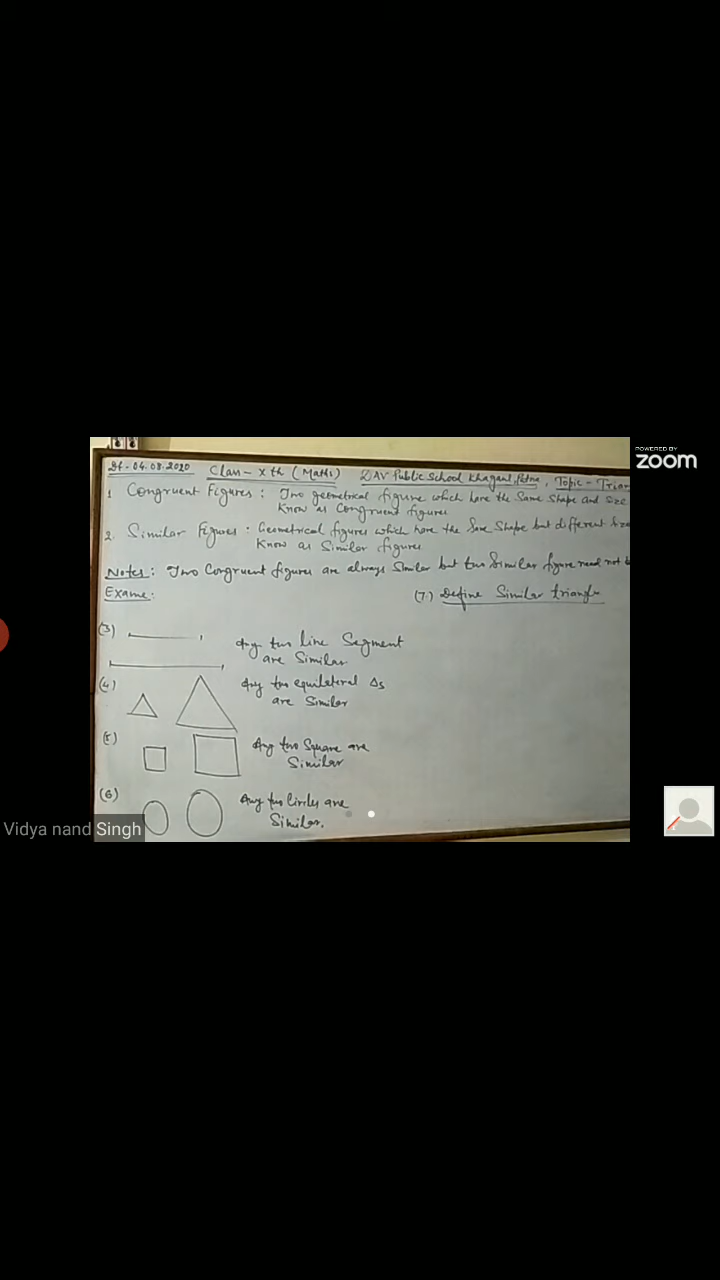 Dt - 04.08.2020 Class - X th (Maths) DAV Public School Khagaul, Patna, Topic - Trian
1 Congruent Figures : Two geometrical figure which have the Same Shape and Size
Know as Congruent figures
2. Similar Figures : Geometrical figures which have the Same Shape but different Size
Know as Similar figures
Notes : Two Congruent figures are always Similar but two Similar figure need not b
Exame :
(7.) Define Similar triangle
(3)
Any two line Segment
are Similar
(4)
Any two equilateral Δs
are Similar
(5)
Any two Square are
Similar
(6)
Any two Circles are
Similar.
Vidya nand Singh
POWERED BY
zoom